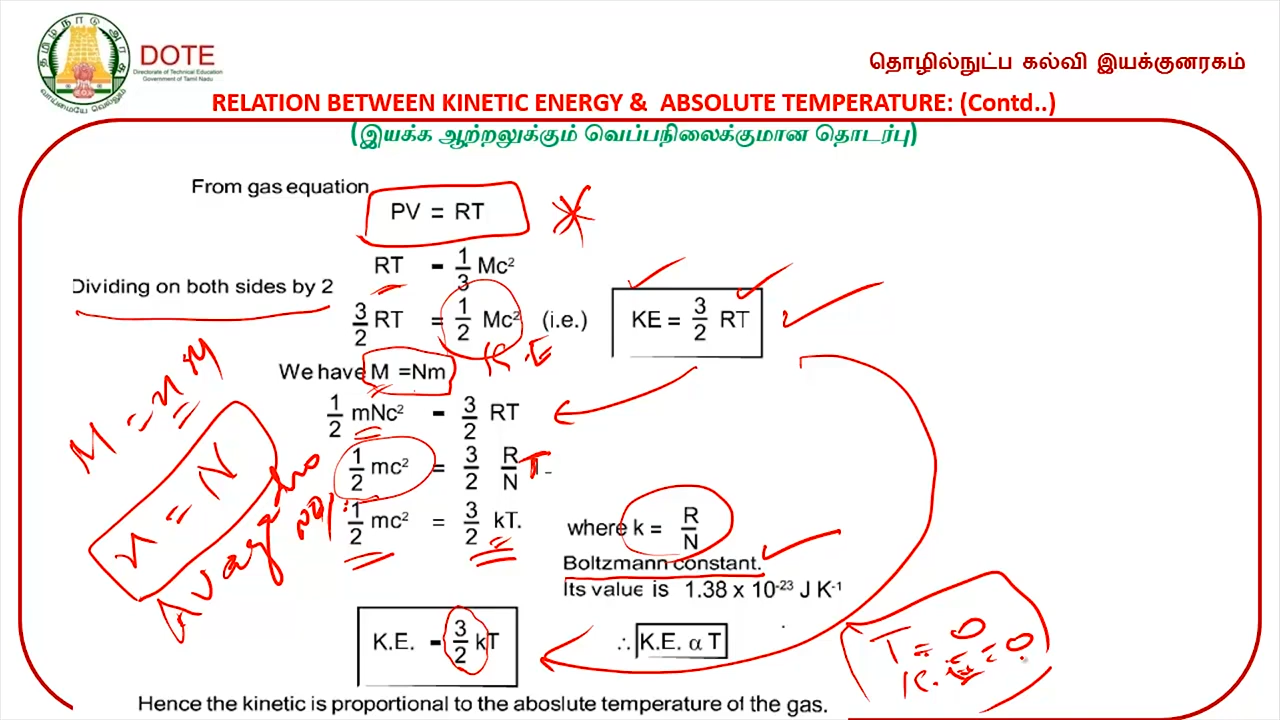 தமிழ்நாடு அரசு
வாய்மையே வெல்லும்
DOTE
Directorate of Technical Education
Government of Tamil Nadu
தொழில்நுட்ப கல்வி இயக்குனரகம்
RELATION BETWEEN KINETIC ENERGY & ABSOLUTE TEMPERATURE: (Contd..)
(இயக்க ஆற்றலுக்கும் வெப்பநிலைக்குமான தொடர்பு)
From gas equation
PV = RT
RT = 1/3 Mc²
Dividing on both sides by 2
3/2 RT = 1/2 Mc² (i.e.) KE = 3/2 RT
K.E
We have M =Nm
M = nM
1/2 mNc² = 3/2 RT
1/2 mc² = 3/2 R/N T
n = N
Avagadro
1/2 mc² = 3/2 kT.
where k = R/N
Boltzmann constant.
Its value is 1.38 x 10⁻²³ J K⁻¹
K.E. = 3/2 kT
∴ K.E. α T
T = 0
K.E = 0
Hence the kinetic is proportional to the aboslute temperature of the gas.